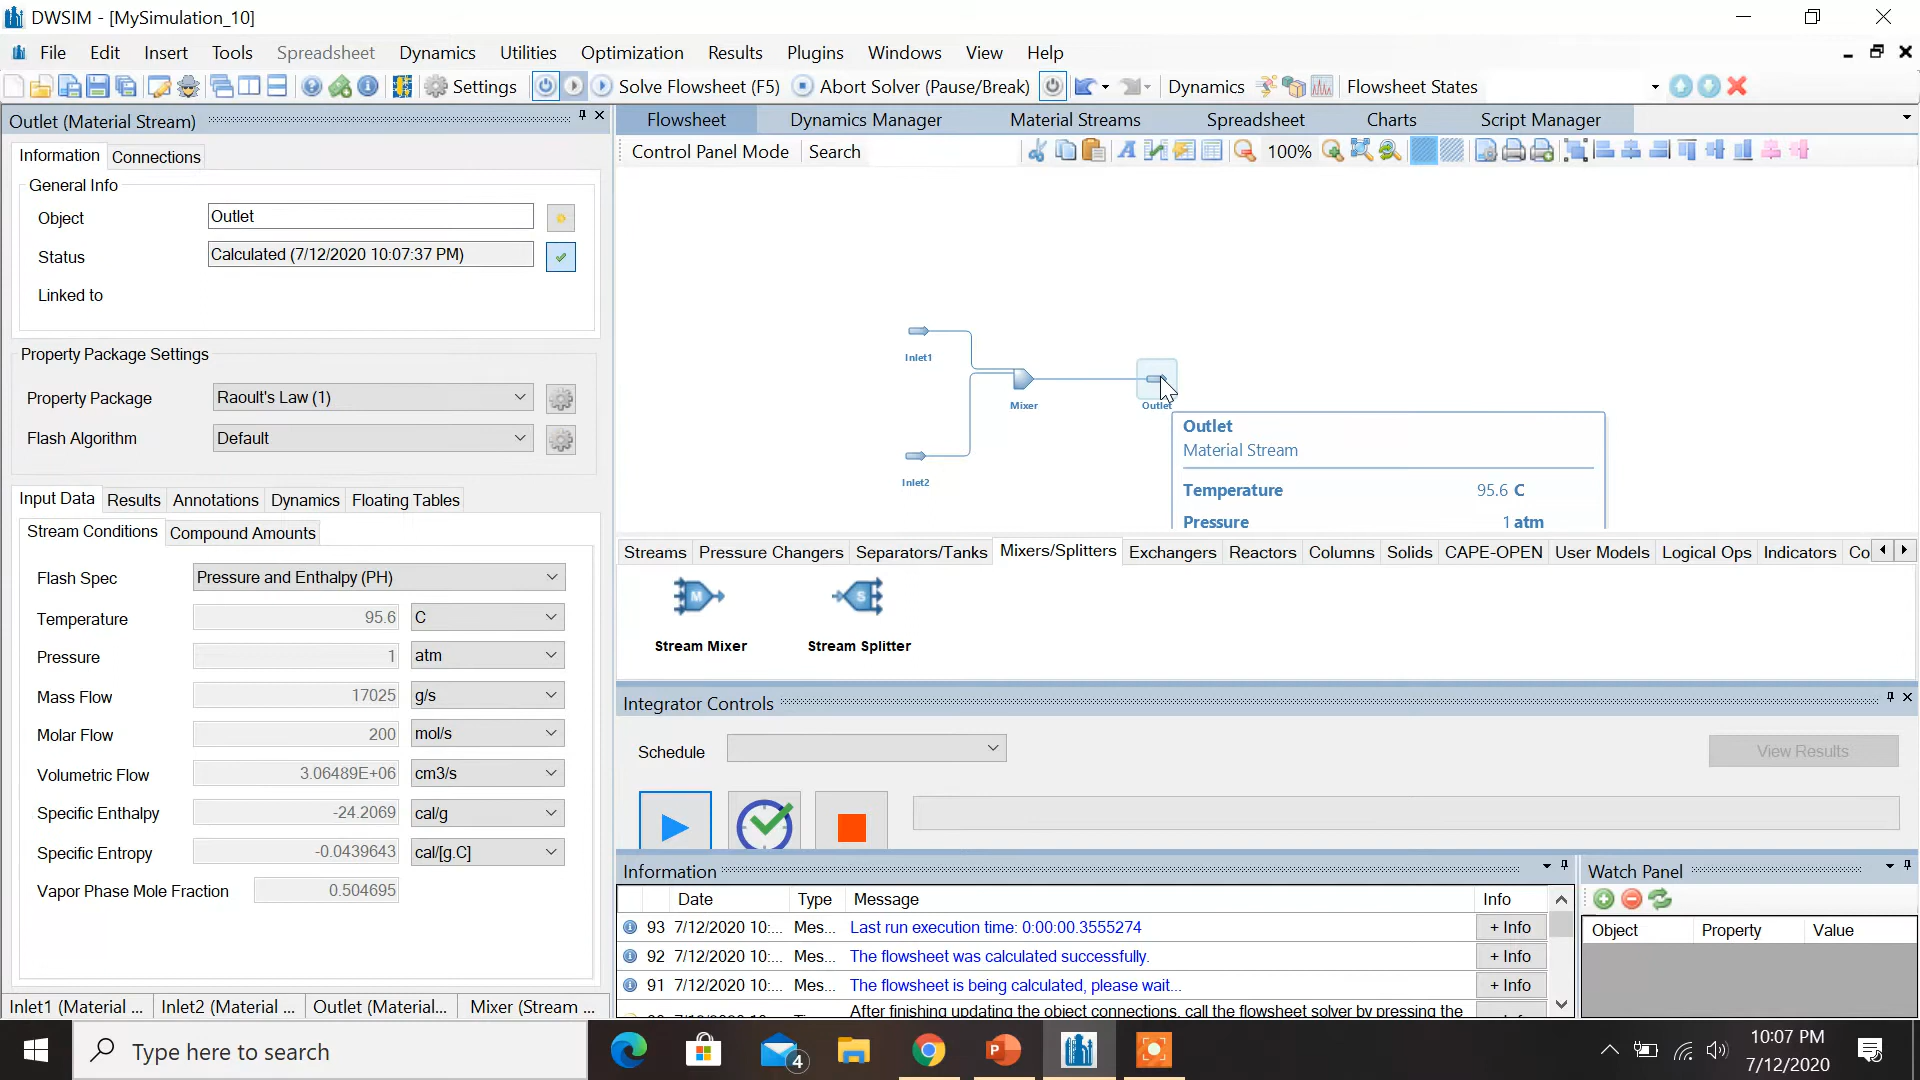 DWSIM - [MySimulation_10]
File Edit Insert Tools Spreadsheet Dynamics Utilities Optimization Results Plugins Windows View Help
Settings Solve Flowsheet (F5) Abort Solver (Pause/Break) Dynamics Flowsheet States
Outlet (Material Stream)
Information Connections
General Info
Object Outlet
Status Calculated (7/12/2020 10:07:37 PM)
Linked to
Property Package Settings
Property Package Raoult's Law (1)
Flash Algorithm Default
Input Data Results Annotations Dynamics Floating Tables
Stream Conditions Compound Amounts
Flash Spec Pressure and Enthalpy (PH)
Temperature 95.6 C
Pressure 1 atm
Mass Flow 17025 g/s
Molar Flow 200 mol/s
Volumetric Flow 3.06489E+06 cm3/s
Specific Enthalpy -24.2069 cal/g
Specific Entropy -0.0439643 cal/[g.C]
Vapor Phase Mole Fraction 0.504695
Inlet1 (Material ... Inlet2 (Material ... Outlet (Material... Mixer (Stream ...
Flowsheet Dynamics Manager Material Streams Spreadsheet Charts Script Manager
Control Panel Mode Search 100%
Inlet1
Mixer
Outlet
Inlet2
Outlet
Material Stream
Temperature 95.6 C
Pressure 1 atm
Streams Pressure Changers Separators/Tanks Mixers/Splitters Exchangers Reactors Columns Solids CAPE-OPEN User Models Logical Ops Indicators Co
M S
Stream Mixer Stream Splitter
Integrator Controls
Schedule View Results
Information
Date Type Message Info
93 7/12/2020 10:... Mes... Last run execution time: 0:00:00.3555274 + Info
92 7/12/2020 10:... Mes... The flowsheet was calculated successfully. + Info
91 7/12/2020 10:... Mes... The flowsheet is being calculated, please wait... + Info
After finishing updating the object connections, call the flowsheet solver by pressing the
Watch Panel
Object Property Value
Type here to search
4
10:07 PM
7/12/2020